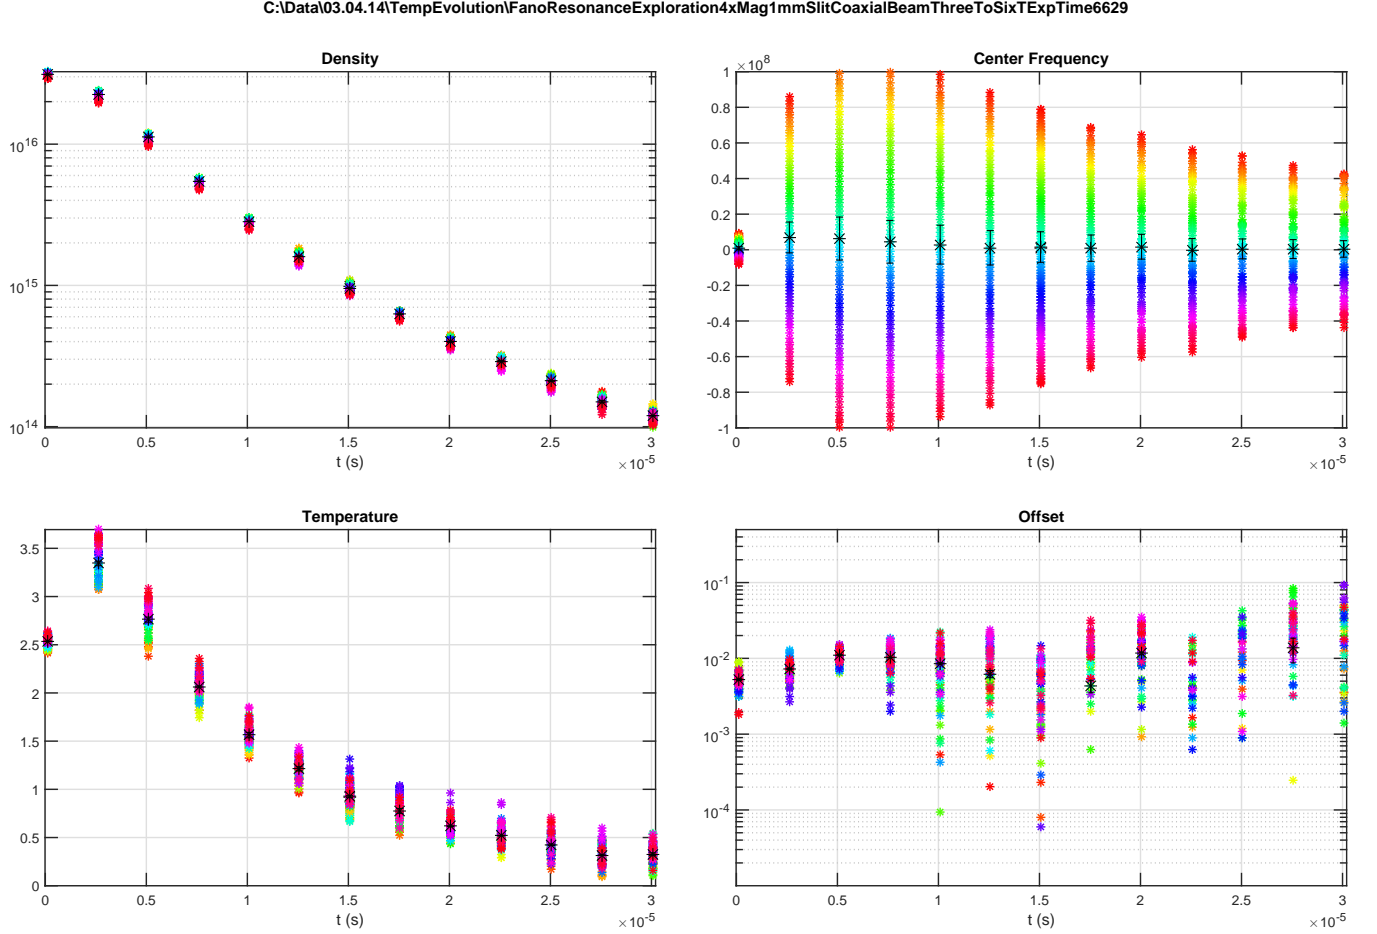 C:\Data\03.04.14\TempEvolution\FanoResonanceExploration4xMag1mmSlitCoaxialBeamThreeToSixTExpTime6629
Density
10^16
10^15
10^14
0 0.5 1 1.5 2 2.5 3
t (s)
×10^-5
Center Frequency
×10^8
1
0.8
0.6
0.4
0.2
0
-0.2
-0.4
-0.6
-0.8
-1
0 0.5 1 1.5 2 2.5 3
t (s)
×10^-5
Temperature
3.5
3
2.5
2
1.5
1
0.5
0
0 0.5 1 1.5 2 2.5 3
t (s)
×10^-5
Offset
10^-1
10^-2
10^-3
10^-4
0 0.5 1 1.5 2 2.5 3
t (s)
×10^-5